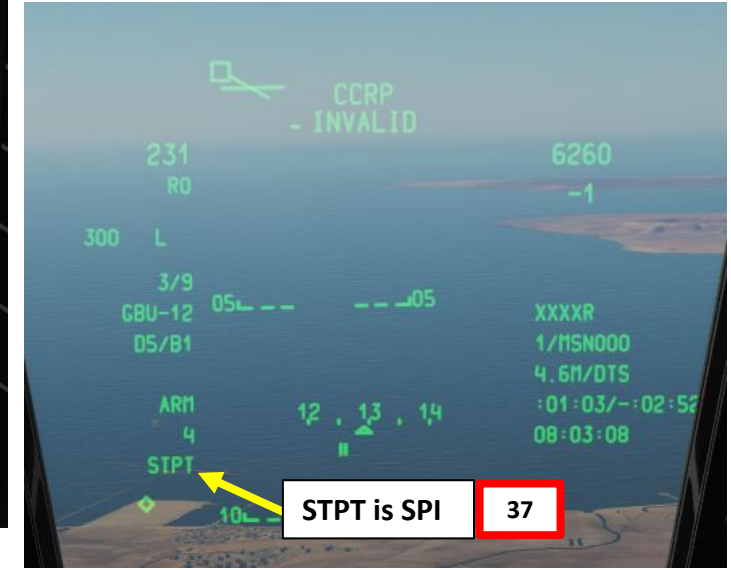 CCRP
- INVALID
231
6260
R0
-1
300 L
3/9
GBU-12
05
05
XXXXR
D5/B1
1/MSN000
4.6M/DTS
ARM
12 . 13 . 14
:01:03/-:02:52
4
08:03:08
STPT
10
STPT is SPI
37